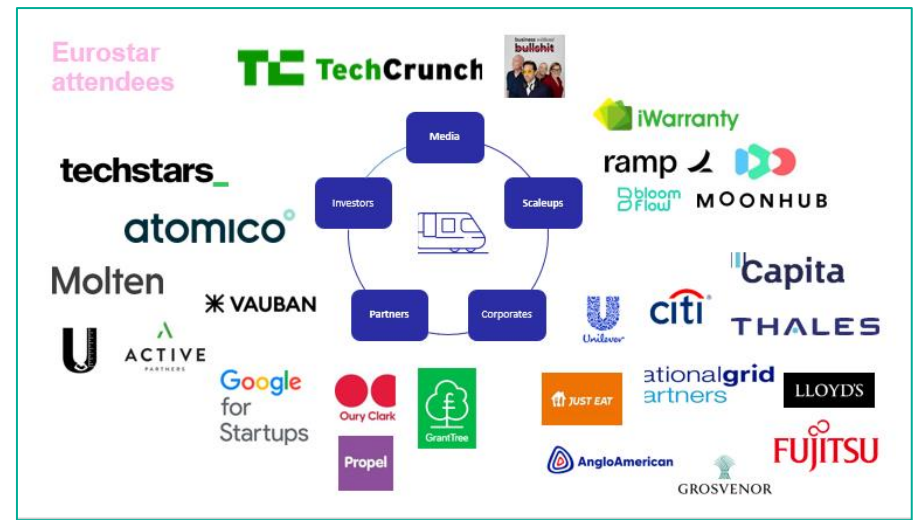 Eurostar
attendees
TC TechCrunch
business without
bullshit
Media
iWarranty
techstars_
Investors
Scaleups
ramp
bloom
flow
MOONHUB
atomico
Molten
VAUBAN
Partners
Corporates
Unilever
citi
Capita
THALES
U
ACTIVE
PARTNERS
Google
for
Startups
Oury Clark
GrantTree
Propel
JUST EAT
ationalgrid
artners
LLOYD'S
AngloAmerican
GROSVENOR
FUJITSU